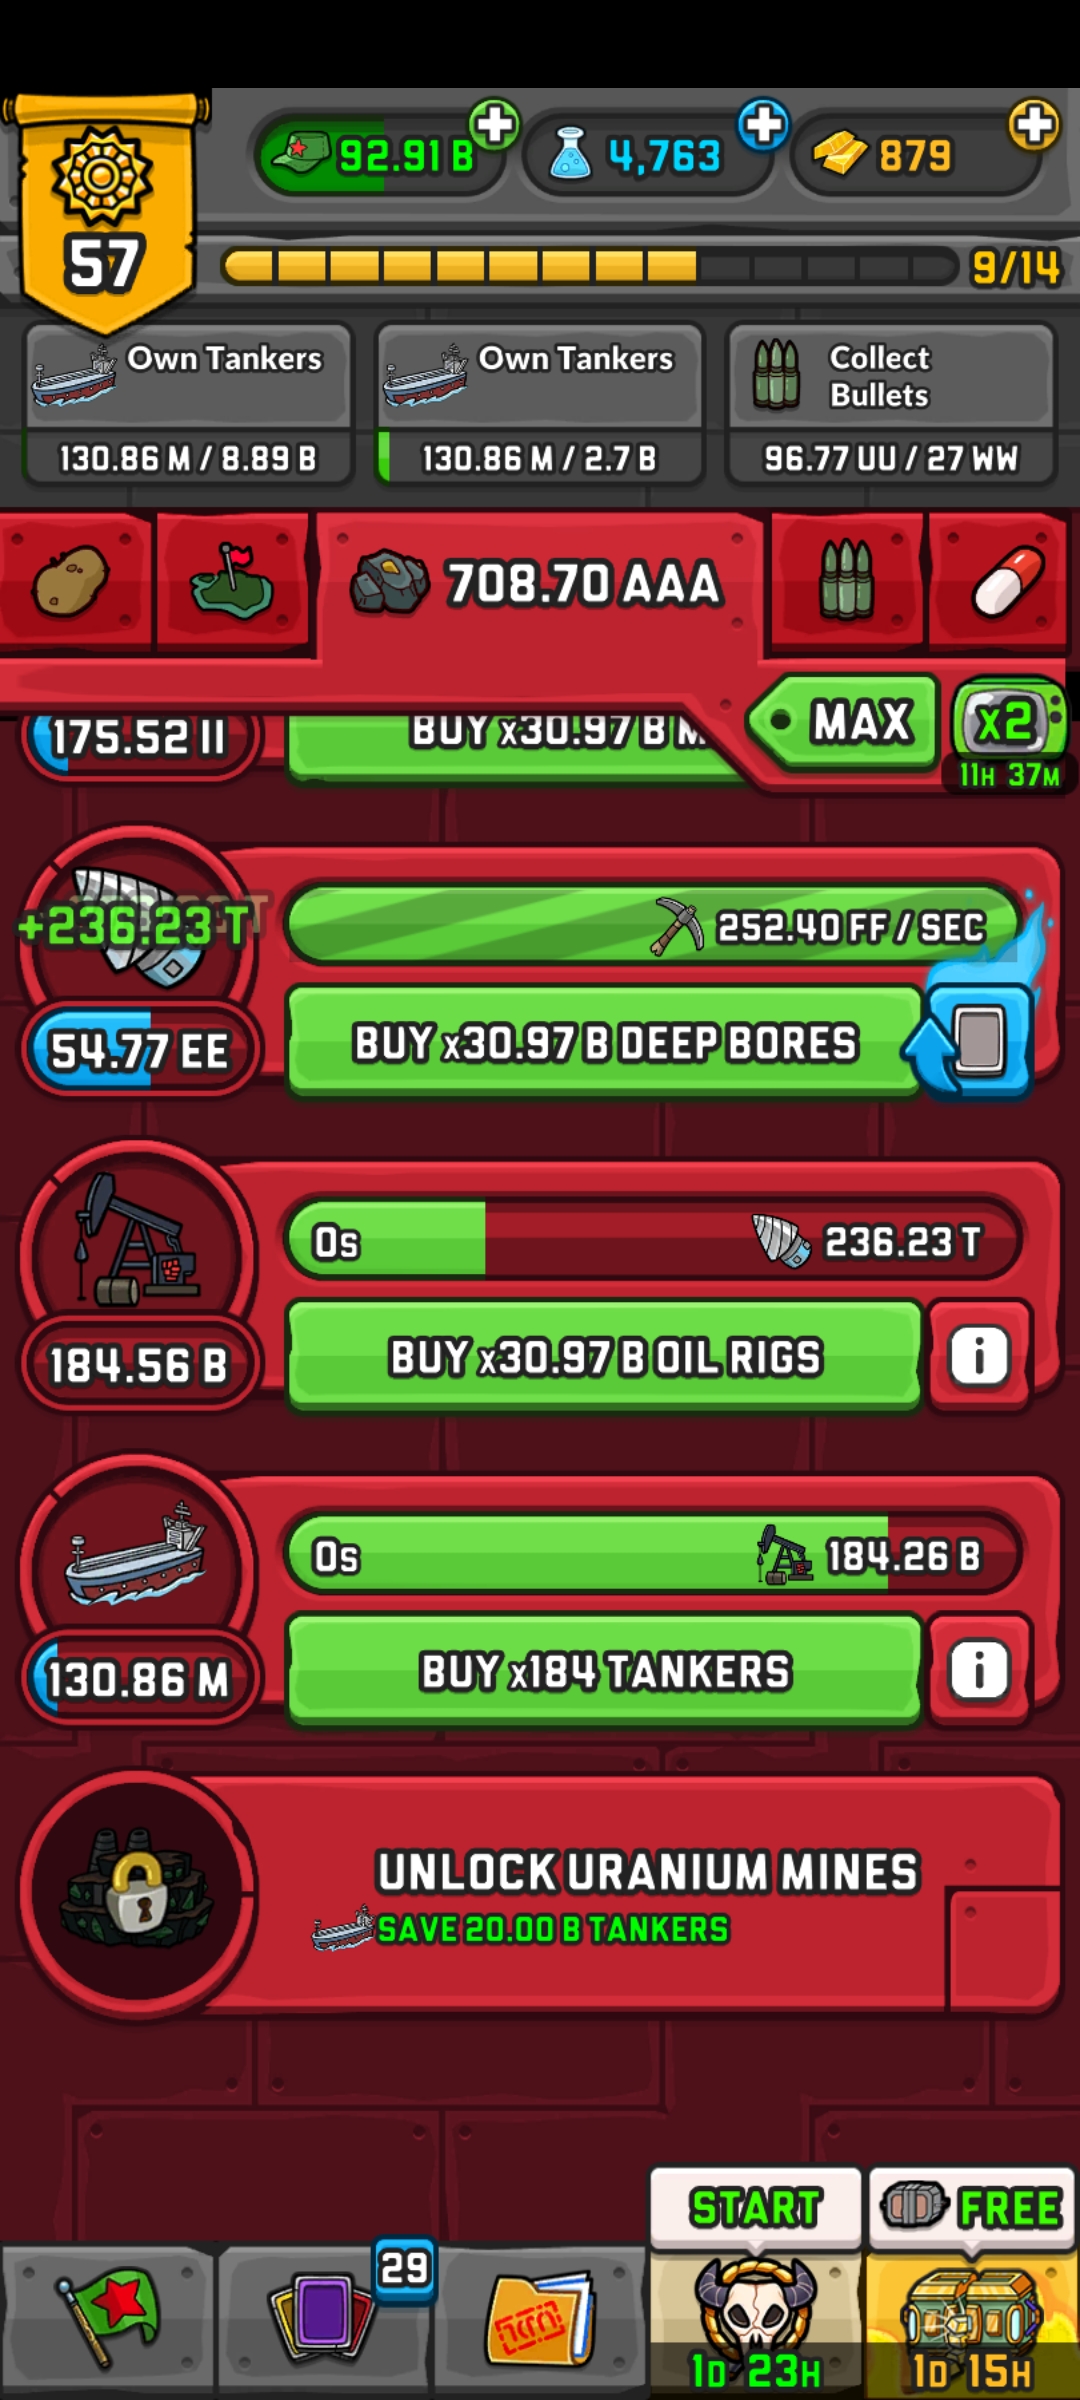 92.91 B
4,763
879
57
9/14
Own Tankers
130.86 M / 8.89 B
Own Tankers
130.86 M / 2.7 B
Collect
Bullets
96.77 UU / 27 WW
708.70 AAA
MAX
x2
11H 37M
175.52 II
BUY x30.97 B M
+236.23 T
252.40 FF / SEC
54.77 EE
BUY x30.97 B DEEP BORES
0s
236.23 T
184.56 B
BUY x30.97 B OIL RIGS
i
0s
184.26 B
130.86 M
BUY x184 TANKERS
i
UNLOCK URANIUM MINES
SAVE 20.00 B TANKERS
START
FREE
29
1D 23H
1D 15H